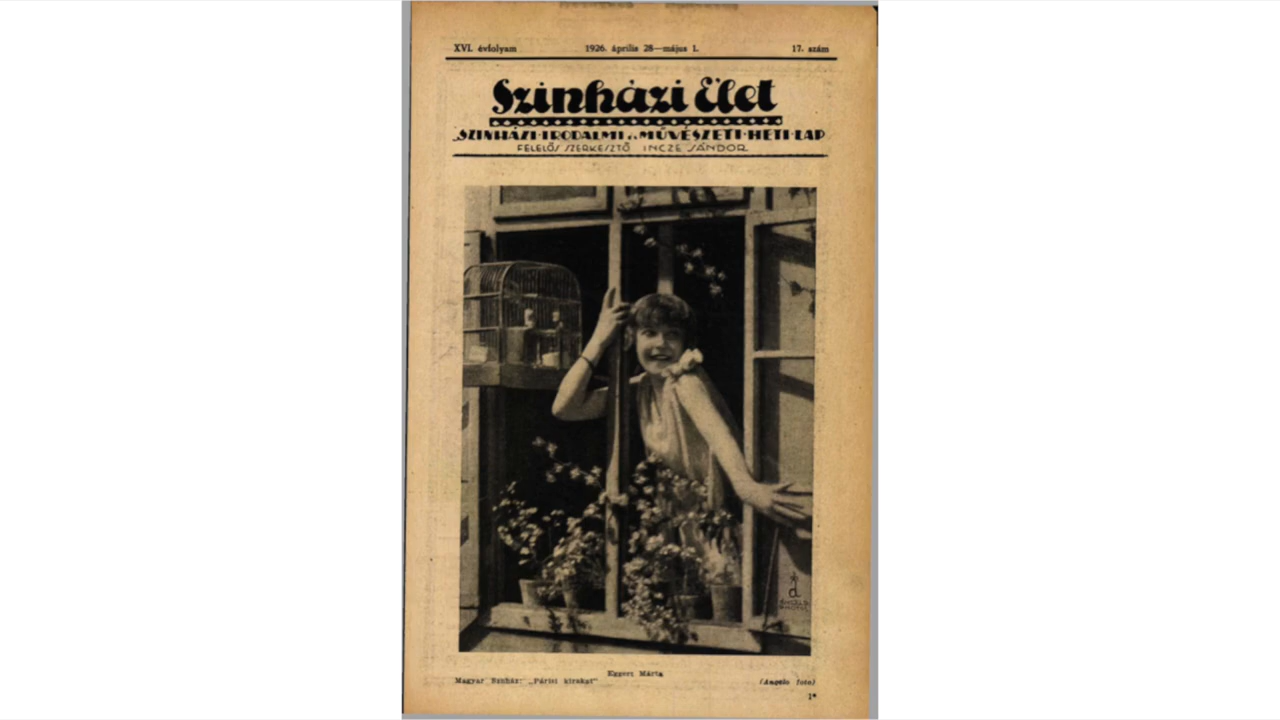 XVI. évfolyam 1926. április 28—május 1. 17. szám
Szinházi Élet
SZINHÁZI·IRODALMI és MŰVÉSZETI·HETI·LAP
FELELŐS SZERKESZTŐ INCZE SÁNDOR
Eggert Márta
Magyar Szinház: „Párisi kirakat" (Angelo foto)
1*